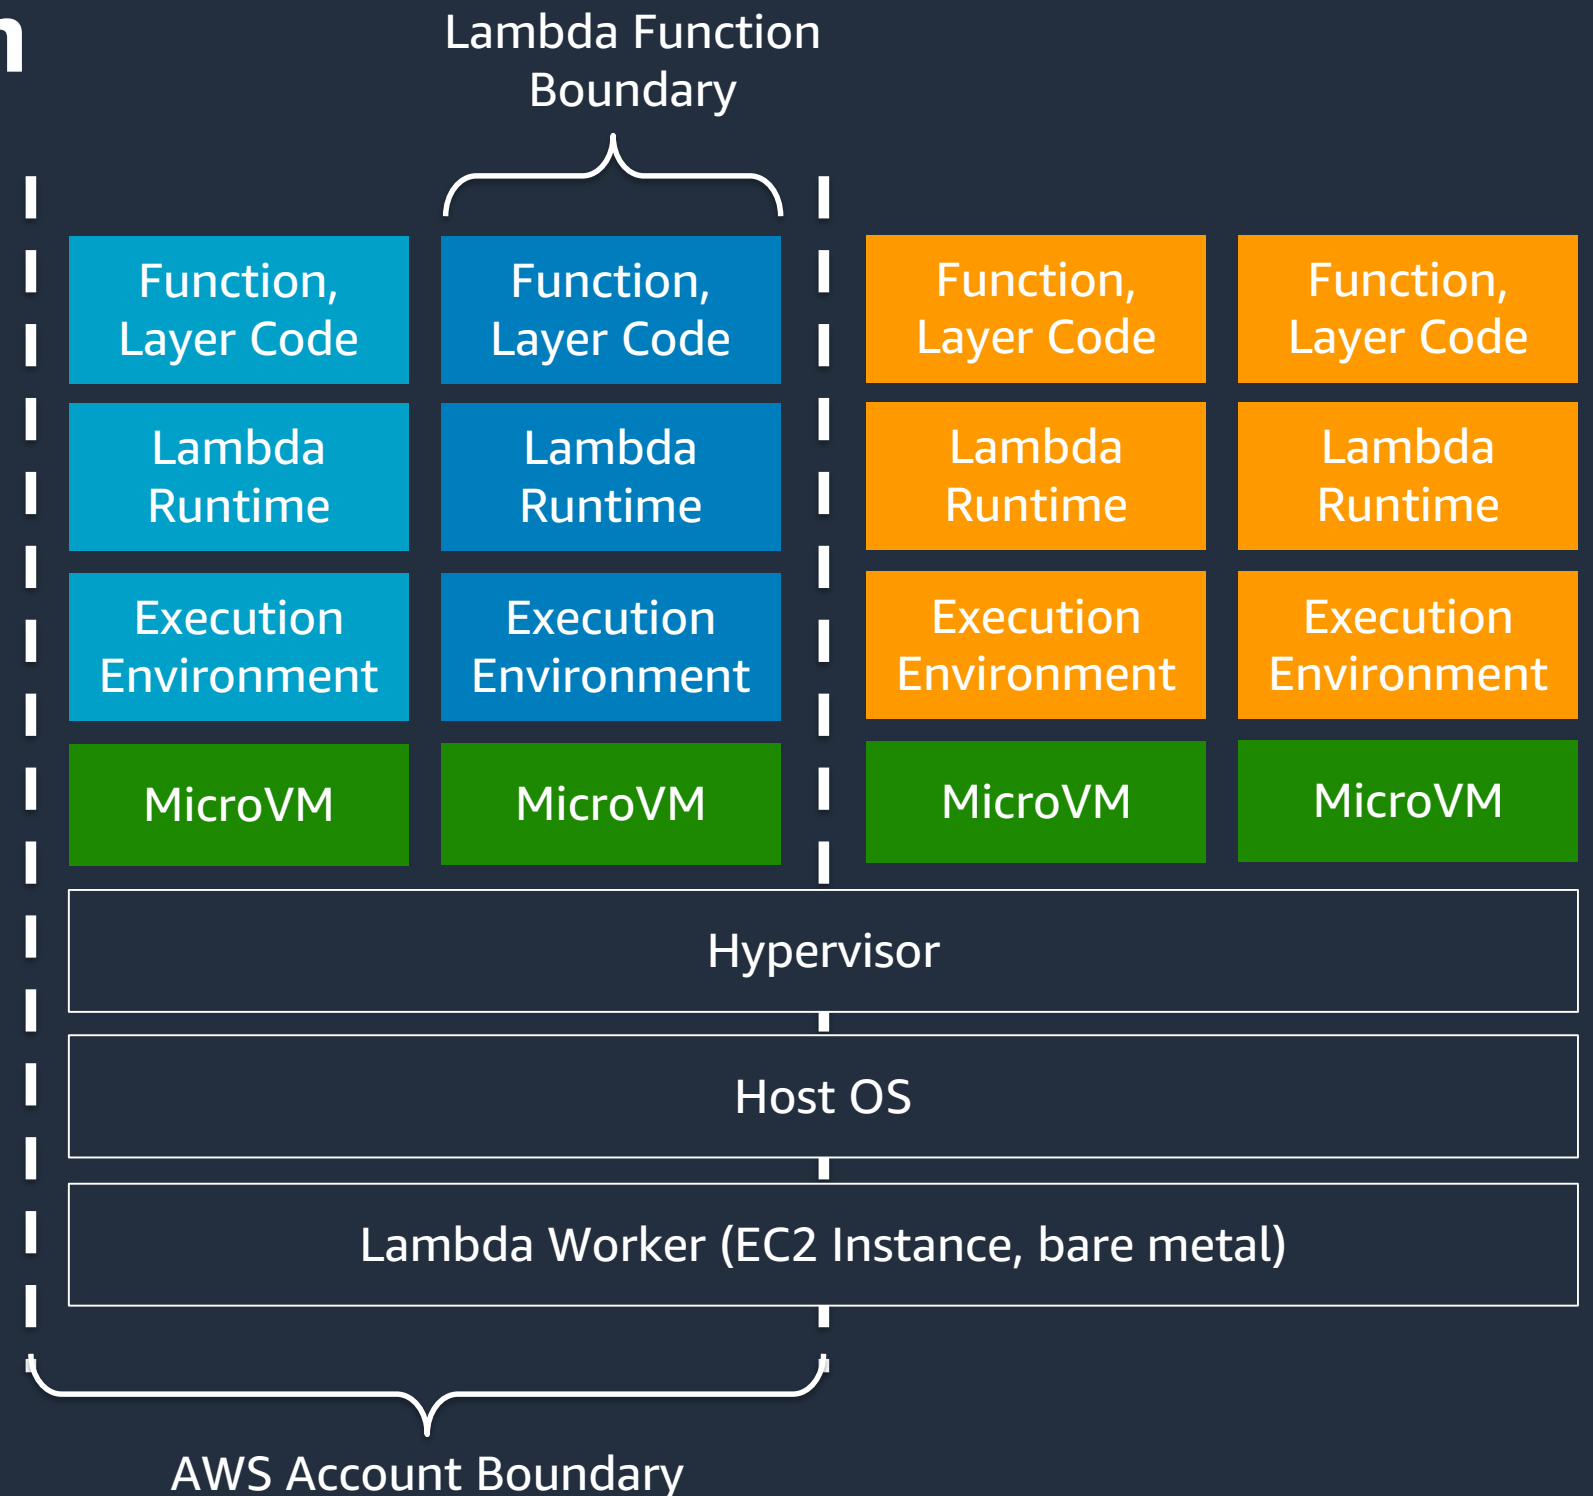 Lambda Function
Boundary
Function,
Layer Code
Function,
Layer Code
Function,
Layer Code
Function,
Layer Code
Lambda
Runtime
Lambda
Runtime
Lambda
Runtime
Lambda
Runtime
Execution
Environment
Execution
Environment
Execution
Environment
Execution
Environment
MicroVM
MicroVM
MicroVM
MicroVM
Hypervisor
Host OS
Lambda Worker (EC2 Instance, bare metal)
AWS Account Boundary